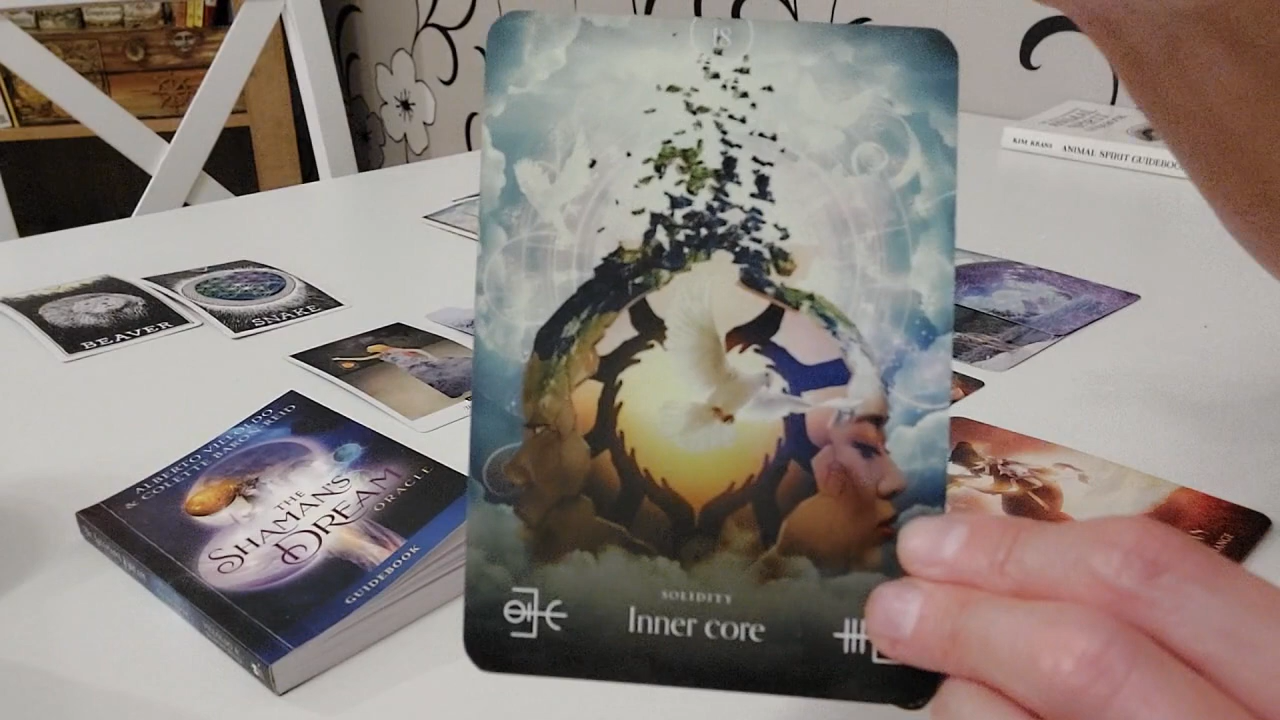 18
SOLIDITY
Inner core
BEAVER
SNAKE
ALBERTO VILLOLDO
& COLETTE BARON-REID
THE
SHAMAN'S
DREAM
ORACLE
GUIDEBOOK
KIM KRANS ANIMAL SPIRIT GUIDEBOOK